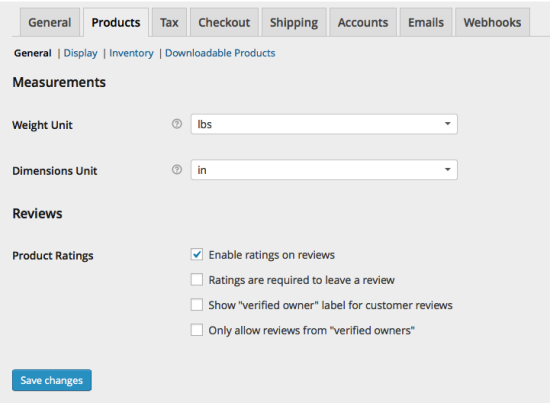 General Products Tax Checkout Shipping Accounts Emails Webhooks
General | Display | Inventory | Downloadable Products
Measurements
Weight Unit ? lbs
Dimensions Unit ? in
Reviews
Product Ratings Enable ratings on reviews
Ratings are required to leave a review
Show "verified owner" label for customer reviews
Only allow reviews from "verified owners"
Save changes